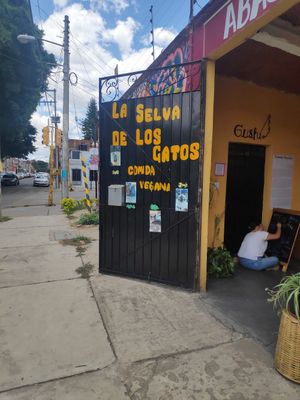 ABA
LA SELVA
DE LOS
GATOS
COMIDA
VEGANA
Gush